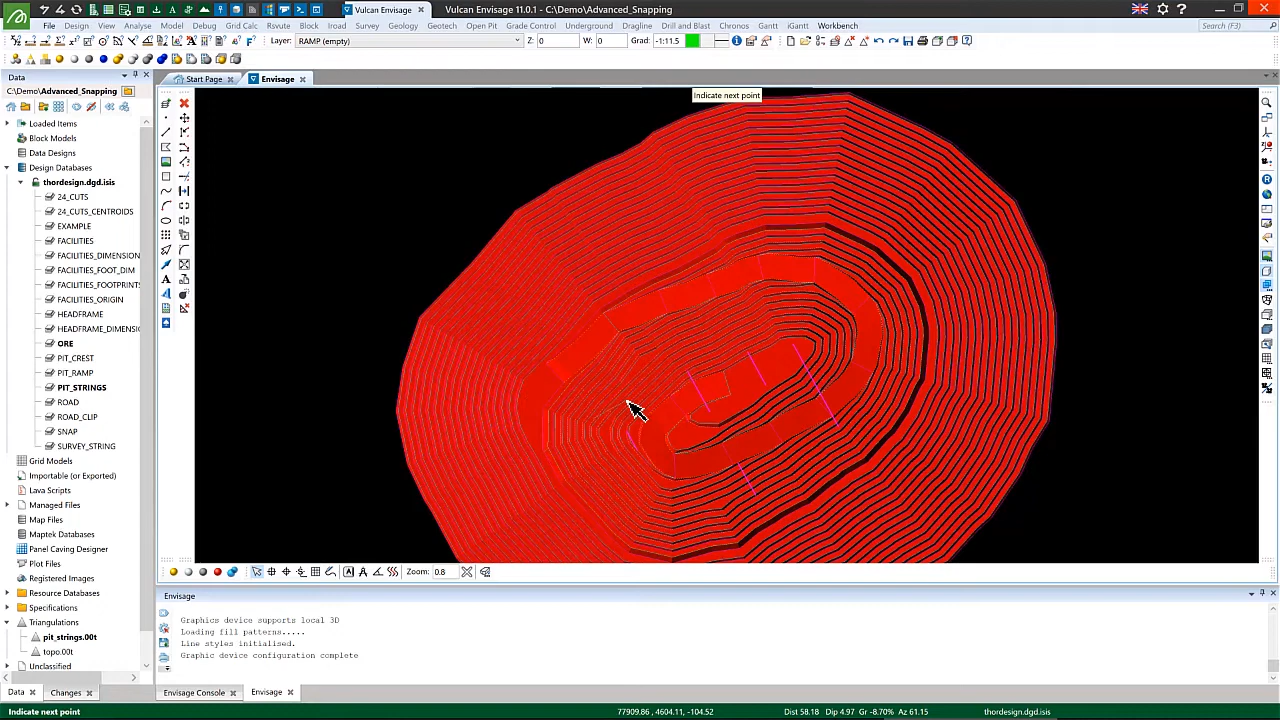 Vulcan Envisage
Vulcan Envisage 11.0.1 - C:\Demo\Advanced_Snapping
File
Design
View
Analyse
Model
Debug
Grid Calc
Rsvute
Block
Iroad
Survey
Geology
Geotech
Open Pit
Grade Control
Underground
Dragline
Drill and Blast
Chronos
iGantt
Workbench
Search (F3)
Layer: RAMP (empty)
Z: 0
W: 0
Grad: -1:11.5
Data
Start Page
Envisage
C:\Demo\Advanced_Snapping
Indicate next point
Loaded Items
Block Models
Data Designs
Design Databases
thordesign.dgd.isis
24_CUTS
24_CUTS_CENTROIDS
EXAMPLE
FACILITIES
FACILITIES_DIMENSION
FACILITIES_FOOT_DIM
FACILITIES_FOOTPRINT
FACILITIES_ORIGIN
HEADFRAME
HEADFRAME_DIMENSI
ORE
PIT_CREST
PIT_RAMP
PIT_STRINGS
ROAD
ROAD_CLIP
SNAP
SURVEY_STRING
Grid Models
Importable (or Exported)
Lava Scripts
Managed Files
Map Files
Maptek Databases
Panel Caving Designer
Plot Files
Registered Images
Resource Databases
Specifications
Triangulations
pit_strings.00t
topo.00t
Unclassified
Zoom: 0.8
Envisage
Graphics device supports local 3D
Loading fill patterns.....
Line styles initialised.
Graphic device configuration complete
Data
Changes
Envisage Console
Envisage
Indicate next point
77909.86 , 4604.11, -104.52
Dist 58.18 Dip 4.97 Gr -8.70% Az 61.15
thordesign.dgd.isis